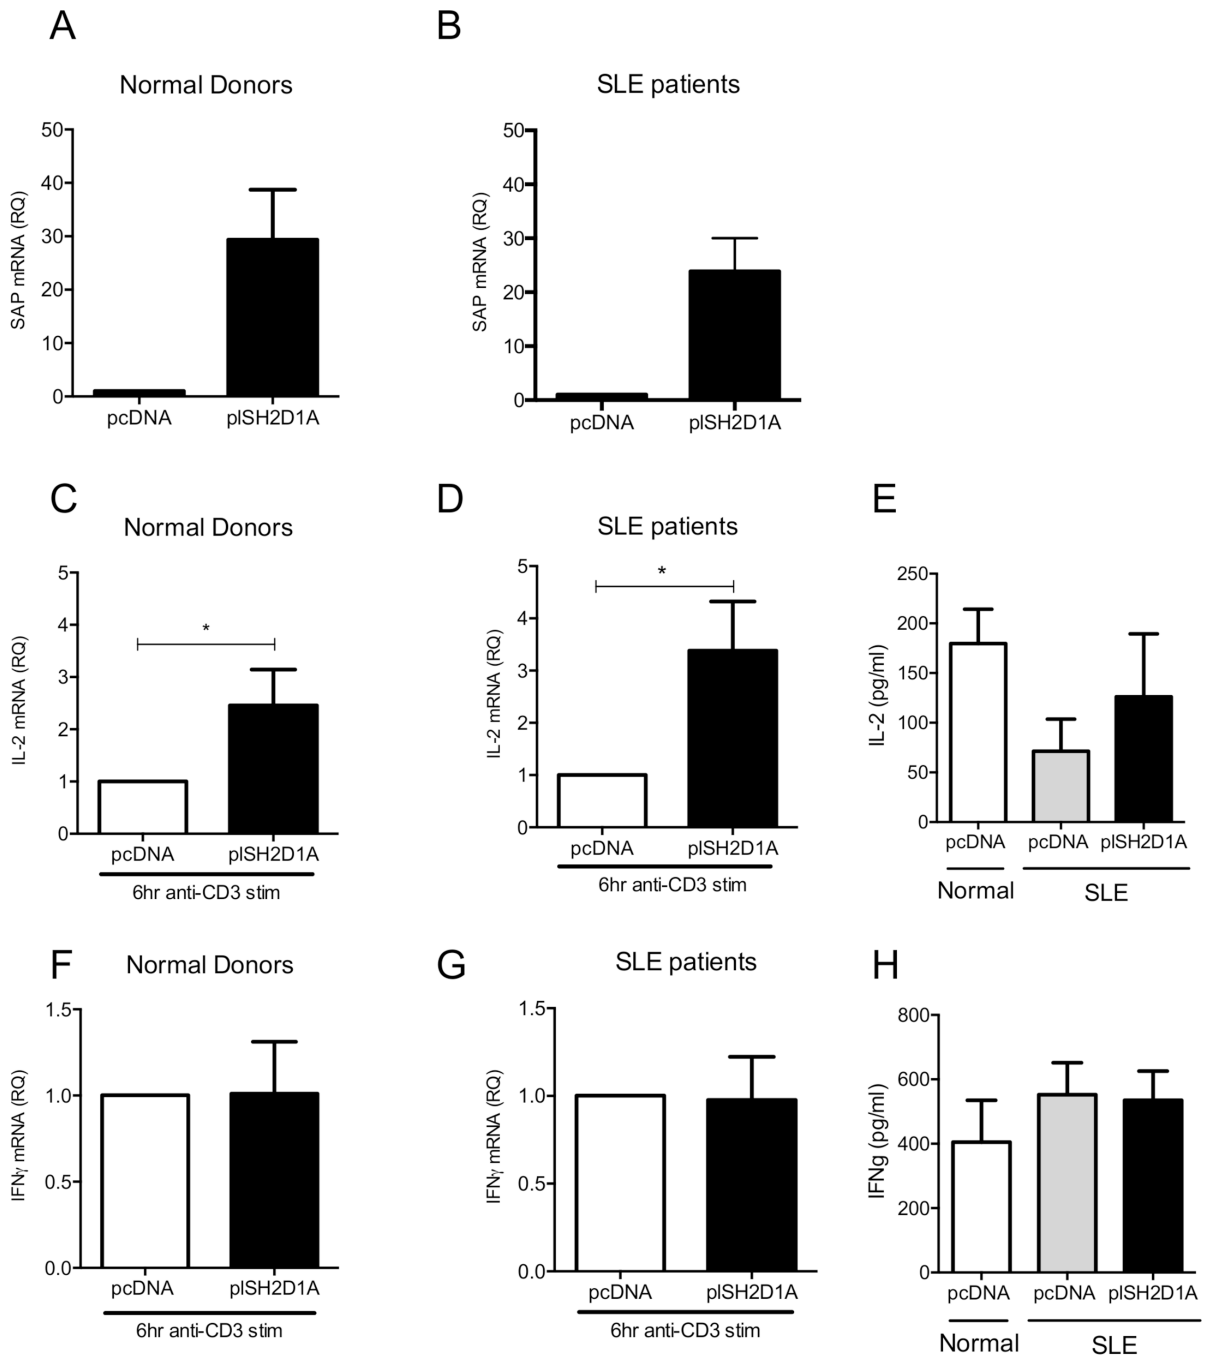 A
Normal Donors
SAP mRNA (RQ)
50
40
30
20
10
0
pcDNA
pISH2D1A
B
SLE patients
SAP mRNA (RQ)
50
40
30
20
10
0
pcDNA
pISH2D1A
C
Normal Donors
IL-2 mRNA (RQ)
5
4
3
2
1
0
*
pcDNA
pISH2D1A
6hr anti-CD3 stim
D
SLE patients
IL-2 mRNA (RQ)
5
4
3
2
1
0
*
pcDNA
pISH2D1A
6hr anti-CD3 stim
E
IL-2 (pg/ml)
250
200
150
100
50
0
pcDNA
pcDNA
pISH2D1A
Normal
SLE
F
Normal Donors
IFNγ mRNA (RQ)
1.5
1.0
0.5
0.0
pcDNA
pISH2D1A
6hr anti-CD3 stim
G
SLE patients
IFNγ mRNA (RQ)
1.5
1.0
0.5
0.0
pcDNA
pISH2D1A
6hr anti-CD3 stim
H
IFNg (pg/ml)
800
600
400
200
0
pcDNA
pcDNA
pISH2D1A
Normal
SLE